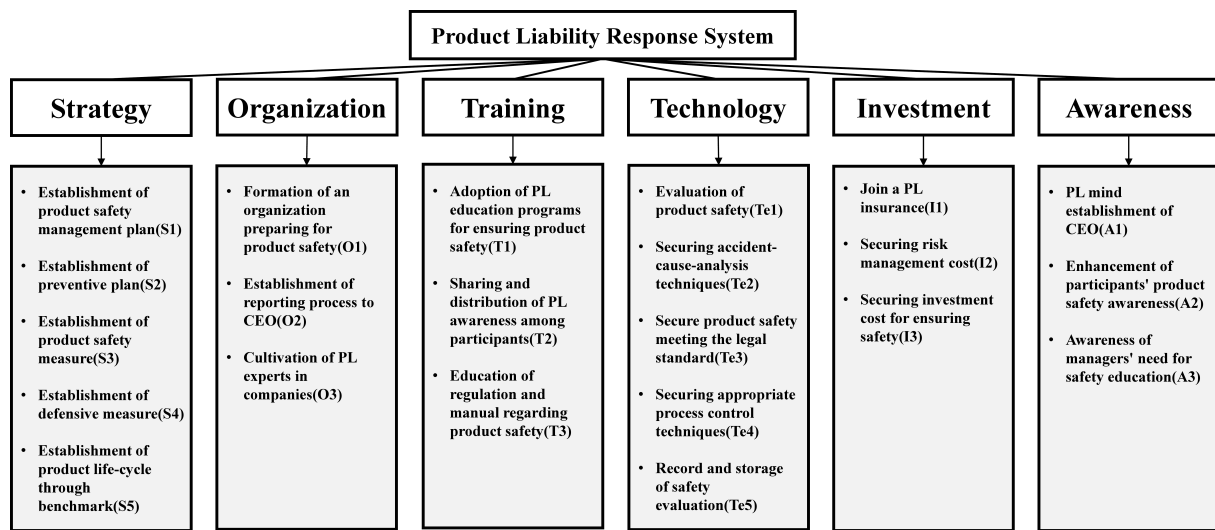 Product Liability Response System
Strategy
Organization
Training
Technology
Investment
Awareness
• Establishment of
product safety
management plan(S1)
• Establishment of
preventive plan(S2)
• Establishment of
product safety
measure(S3)
• Establishment of
defensive measure(S4)
• Establishment of
product life-cycle
through
benchmark(S5)
• Formation of an
organization
preparing for
product safety(O1)
• Establishment of
reporting process to
CEO(O2)
• Cultivation of PL
experts in
companies(O3)
• Adoption of PL
education programs
for ensuring product
safety(T1)
• Sharing and
distribution of PL
awareness among
participants(T2)
• Education of
regulation and
manual regarding
product safety(T3)
• Evaluation of
product safety(Te1)
• Securing accident-
cause-analysis
techniques(Te2)
• Secure product safety
meeting the legal
standard(Te3)
• Securing appropriate
process control
techniques(Te4)
• Record and storage
of safety
evaluation(Te5)
• Join a PL
insurance(I1)
• Securing risk
management cost(I2)
• Securing investment
cost for ensuring
safety(I3)
• PL mind
establishment of
CEO(A1)
• Enhancement of
participants' product
safety awareness(A2)
• Awareness of
managers' need for
safety education(A3)